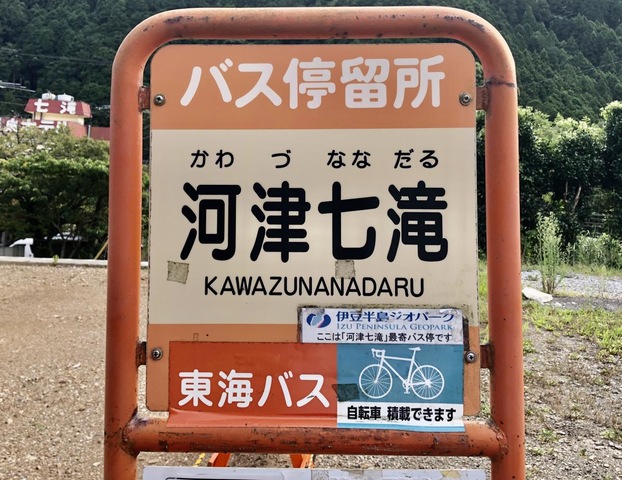 バス停留所
かわ づ なな だる
河津七滝
KAWAZUNANADARU
伊豆半島ジオパーク
IZU PENINSULA GEOPARK
ここは「河津七滝」最寄バス停です
東海バス
自転車 積載できます
七滝